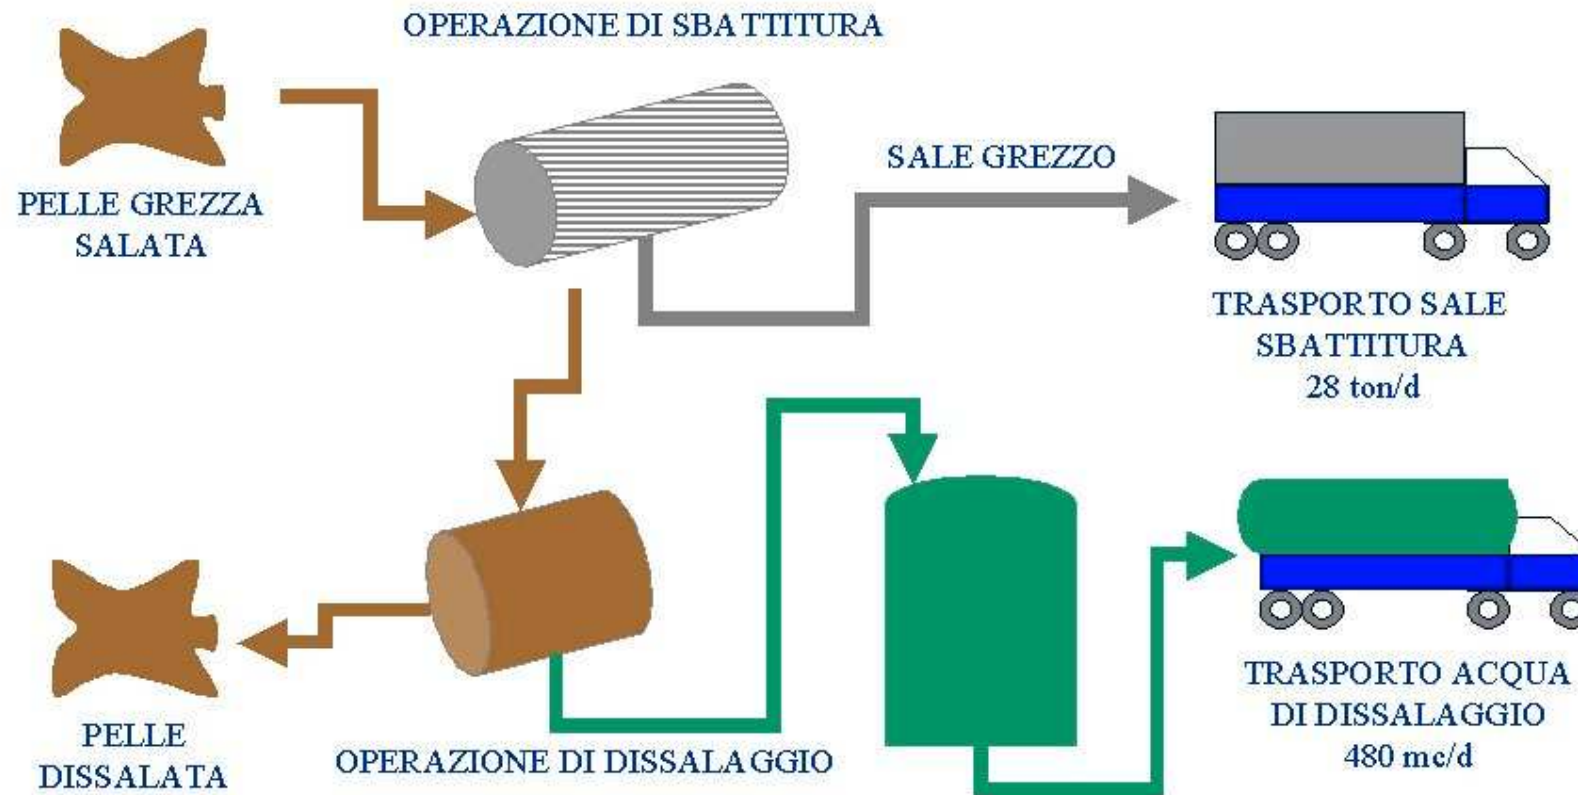 OPERAZIONE DI SBATTITURA
PELLE GREZZA
SALATA
SALE GREZZO
TRASPORTO SALE
SBATTITURA
28 ton/d
PELLE
DISSALATA
OPERAZIONE DI DISSALAGGIO
TRASPORTO ACQUA
DI DISSALAGGIO
480 mc/d